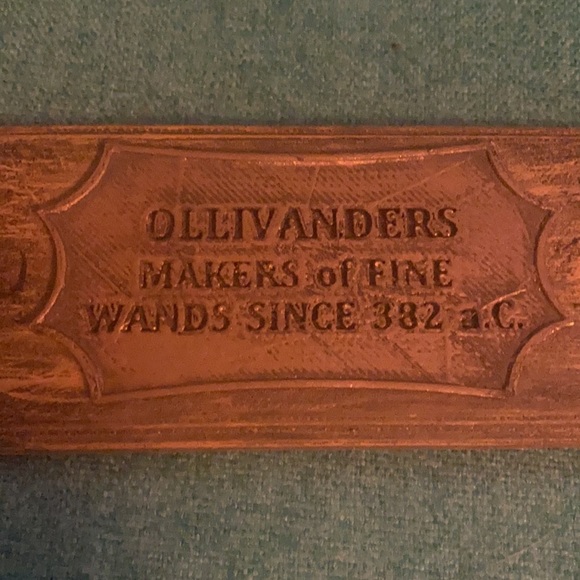 OLLIVANDERS
MAKERS of FINE
WANDS SINCE 382 a.C.